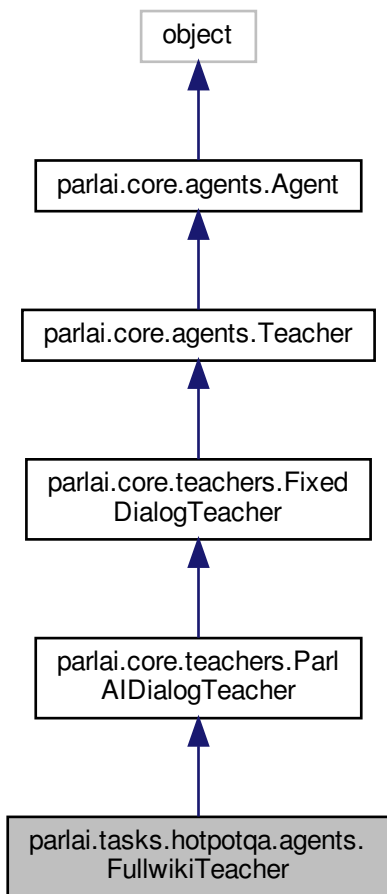 object
parlai.core.agents.Agent
parlai.core.agents.Teacher
parlai.core.teachers.Fixed
DialogTeacher
parlai.core.teachers.Parl
AIDialogTeacher
parlai.tasks.hotpotqa.agents.
FullwikiTeacher